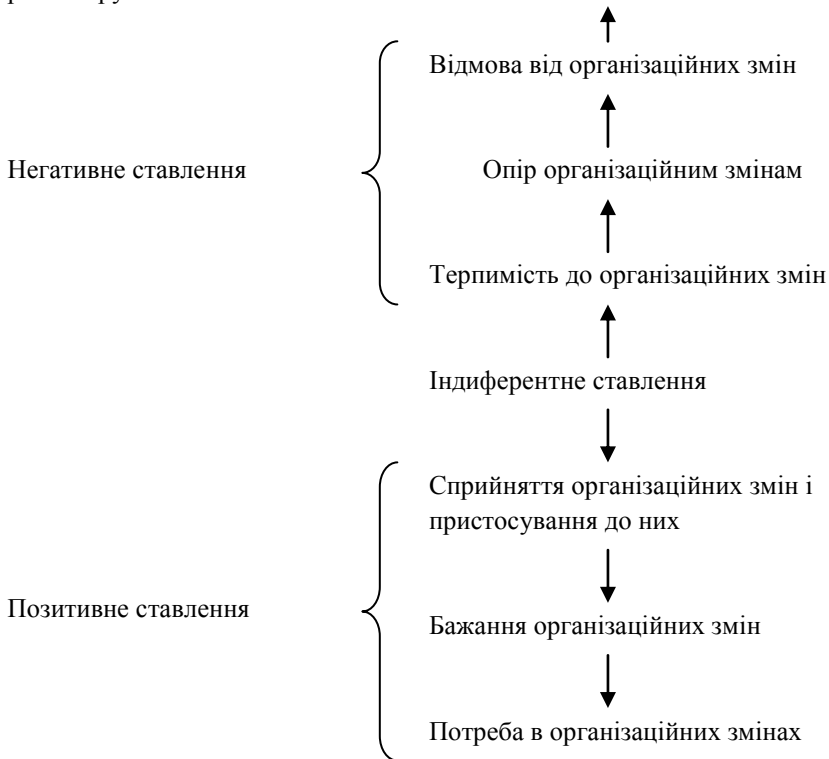 Відмова від організаційних змін
Негативне ставлення
Опір організаційним змінам
Терпимість до організаційних змін
Індиферентне ставлення
Сприйняття організаційних змін і
пристосування до них
Позитивне ставлення
Бажання організаційних змін
Потреба в організаційних змінах